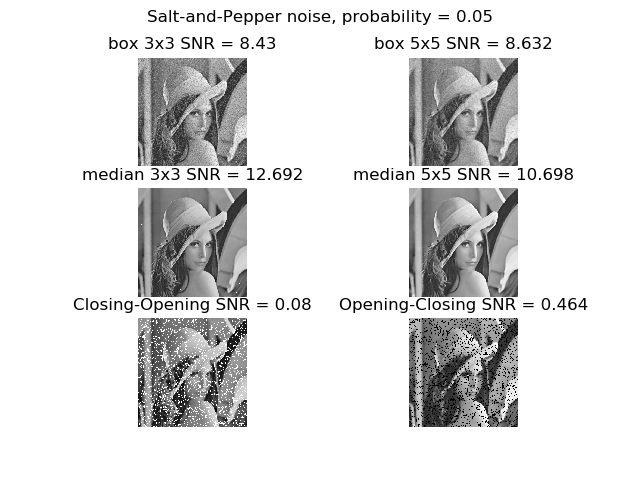 Salt-and-Pepper noise, probability = 0.05
box 3x3 SNR = 8.43
box 5x5 SNR = 8.632
median 3x3 SNR = 12.692
median 5x5 SNR = 10.698
Closing-Opening SNR = 0.08
Opening-Closing SNR = 0.464